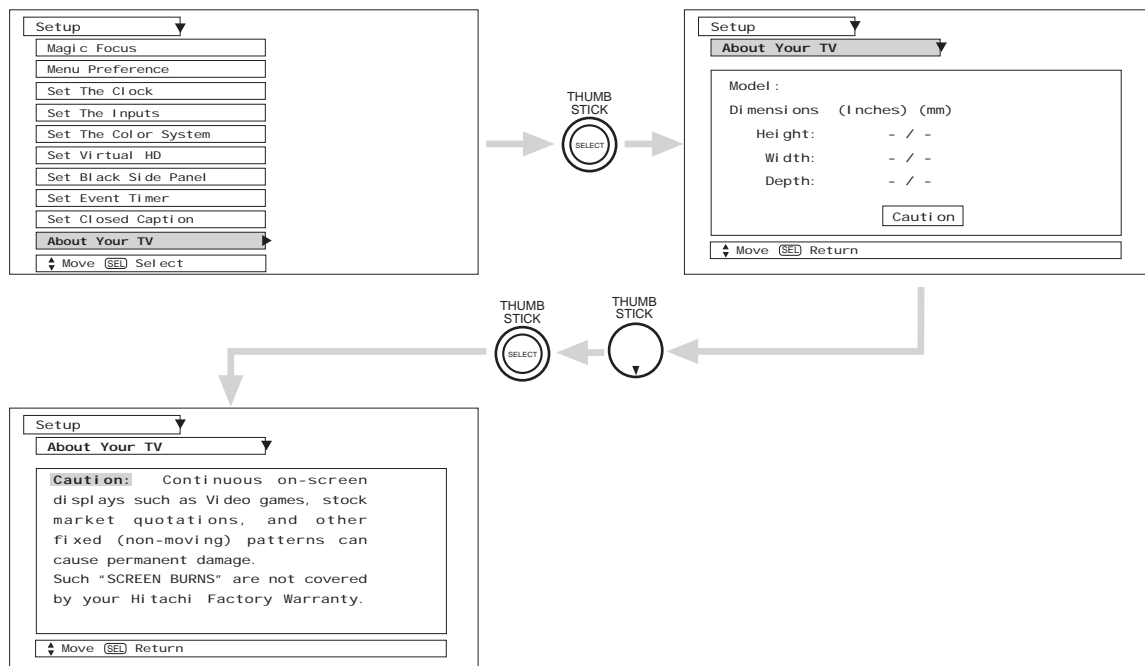 Setup
Magic Focus
Menu Preference
Set The Clock
Set The Inputs
Set The Color System
Set Virtual HD
Set Black Side Panel
Set Event Timer
Set Closed Caption
About Your TV
Move SEL Select
THUMB
STICK
SELECT
Setup
About Your TV
Model:
Dimensions (Inches) (mm)
Height: - / -
Width: - / -
Depth: - / -
Caution
Move SEL Return
THUMB
STICK
SELECT
THUMB
STICK
Setup
About Your TV
Caution: Continuous on-screen
displays such as Video games, stock
market quotations, and other
fixed (non-moving) patterns can
cause permanent damage.
Such “SCREEN BURNS” are not covered
by your Hitachi Factory Warranty.
Move SEL Return